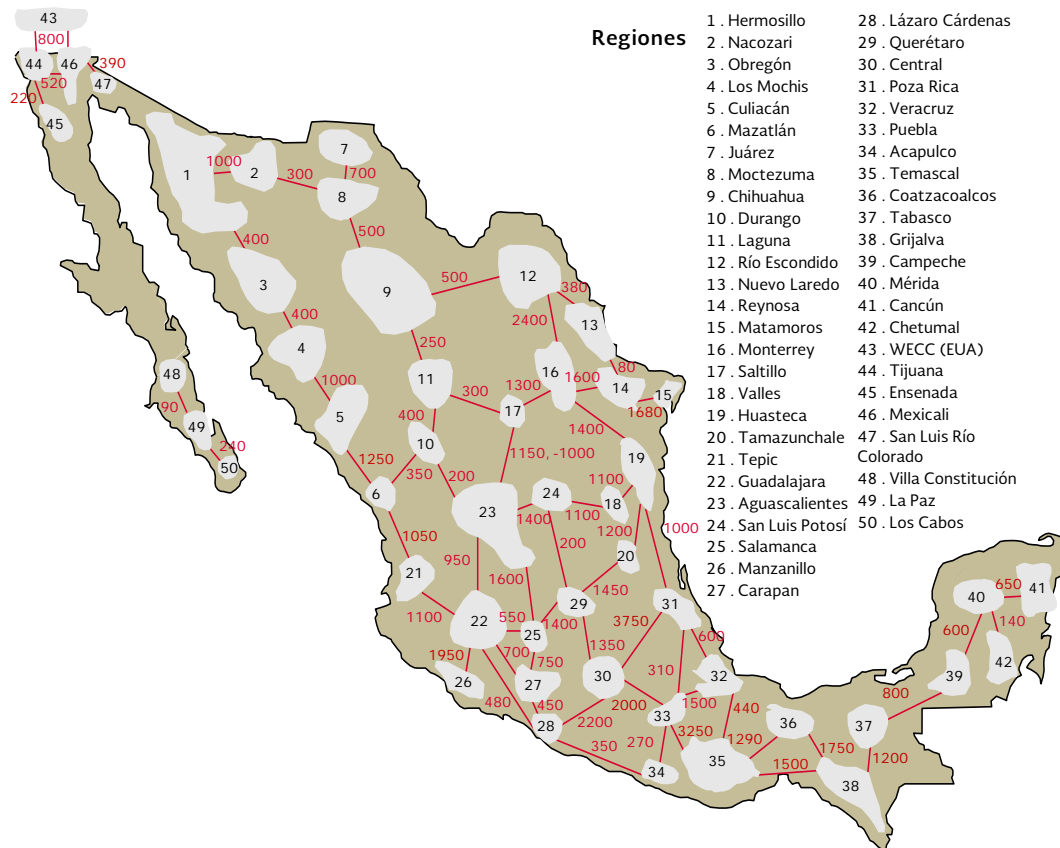 Regiones
1 . Hermosillo
2 . Nacozari
3 . Obregón
4 . Los Mochis
5 . Culiacán
6 . Mazatlán
7 . Juárez
8 . Moctezuma
9 . Chihuahua
10 . Durango
11 . Laguna
12 . Río Escondido
13 . Nuevo Laredo
14 . Reynosa
15 . Matamoros
16 . Monterrey
17 . Saltillo
18 . Valles
19 . Huasteca
20 . Tamazunchale
21 . Tepic
22 . Guadalajara
23 . Aguascalientes
24 . San Luis Potosí
25 . Salamanca
26 . Manzanillo
27 . Carapan
28 . Lázaro Cárdenas
29 . Querétaro
30 . Central
31 . Poza Rica
32 . Veracruz
33 . Puebla
34 . Acapulco
35 . Temascal
36 . Coatzacoalcos
37 . Tabasco
38 . Grijalva
39 . Campeche
40 . Mérida
41 . Cancún
42 . Chetumal
43 . WECC (EUA)
44 . Tijuana
45 . Ensenada
46 . Mexicali
47 . San Luis Río
Colorado
48 . Villa Constitución
49 . La Paz
50 . Los Cabos
43
800
44
46
390
520
47
220
45
7
1000
2
300
700
1
8
400
500
3
9
500
12
380
400
2400
13
4
250
80
48
11
300
1300
16
1600
14
15
1680
90
1000
17
400
1400
49
5
10
240
50
1150, -1000
19
1250
350
200
1100
6
24
18
23
1400
1100
1200
1000
1050
950
200
20
21
1600
1450
1100
22
550
29
3750
31
1400
25
1350
600
1950
700
750
26
27
30
310
32
480
450
2000
1500
440
28
2200
33
36
350
270
3250
1290
1750
34
35
1500
38
37
1200
800
39
600
40
650
41
140
42